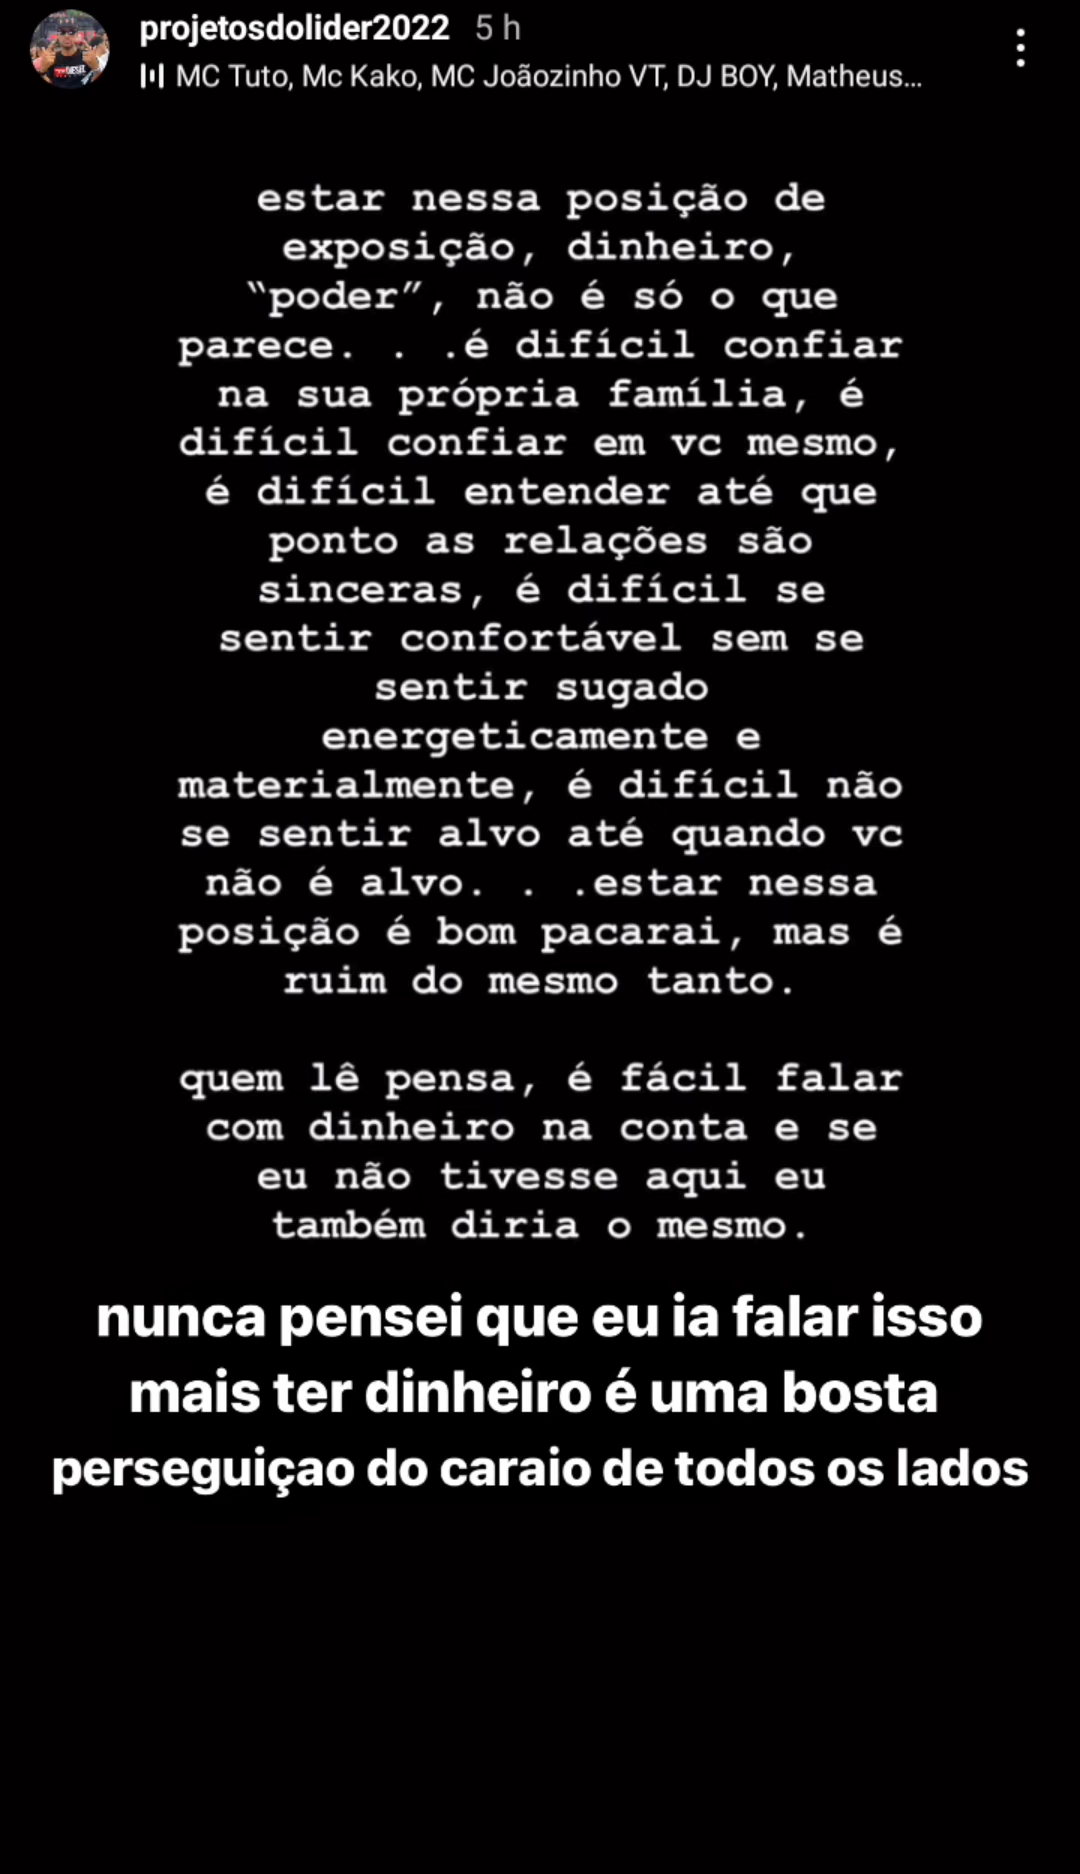 projetosdolider2022 5 h
MC Tuto, Mc Kako, MC Joãozinho VT, DJ BOY, Matheus...
estar nessa posição de
exposição, dinheiro,
“poder”, não é só o que
parece. . .é difícil confiar
na sua própria família, é
difícil confiar em vc mesmo,
é difícil entender até que
ponto as relações são
sinceras, é difícil se
sentir confortável sem se
sentir sugado
energeticamente e
materialmente, é difícil não
se sentir alvo até quando vc
não é alvo. . .estar nessa
posição é bom pacarai, mas é
ruim do mesmo tanto.
quem lê pensa, é fácil falar
com dinheiro na conta e se
eu não tivesse aqui eu
também diria o mesmo.
nunca pensei que eu ia falar isso
mais ter dinheiro é uma bosta
perseguiçao do caraio de todos os lados